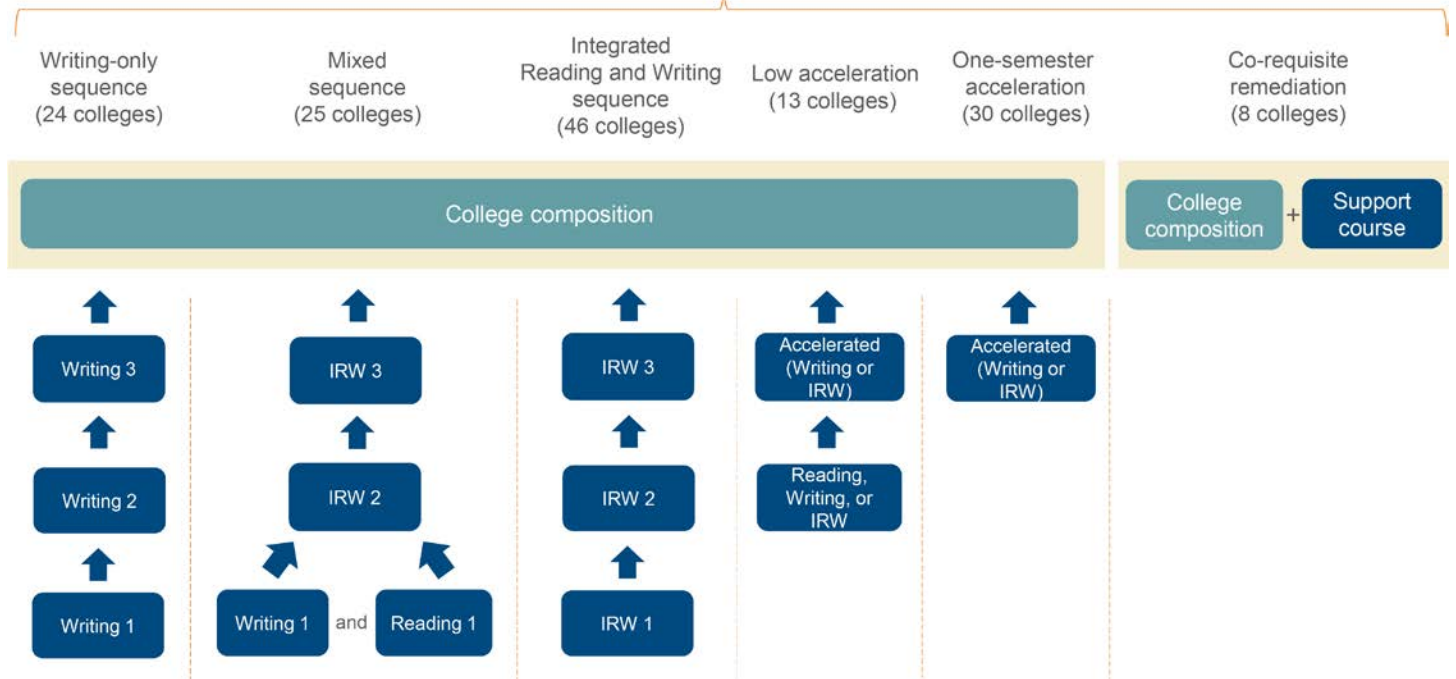 Writing-only
sequence
(24 colleges)
Mixed
sequence
(25 colleges)
Integrated
Reading and Writing
sequence
(46 colleges)
Low acceleration
(13 colleges)
One-semester
acceleration
(30 colleges)
Co-requisite
remediation
(8 colleges)
College composition
College
composition
+
Support
course
Writing 3
IRW 3
IRW 3
Accelerated
(Writing or
IRW)
Accelerated
(Writing or
IRW)
Writing 2
IRW 2
IRW 2
Reading,
Writing, or
IRW
Writing 1
Writing 1 and Reading 1
IRW 1